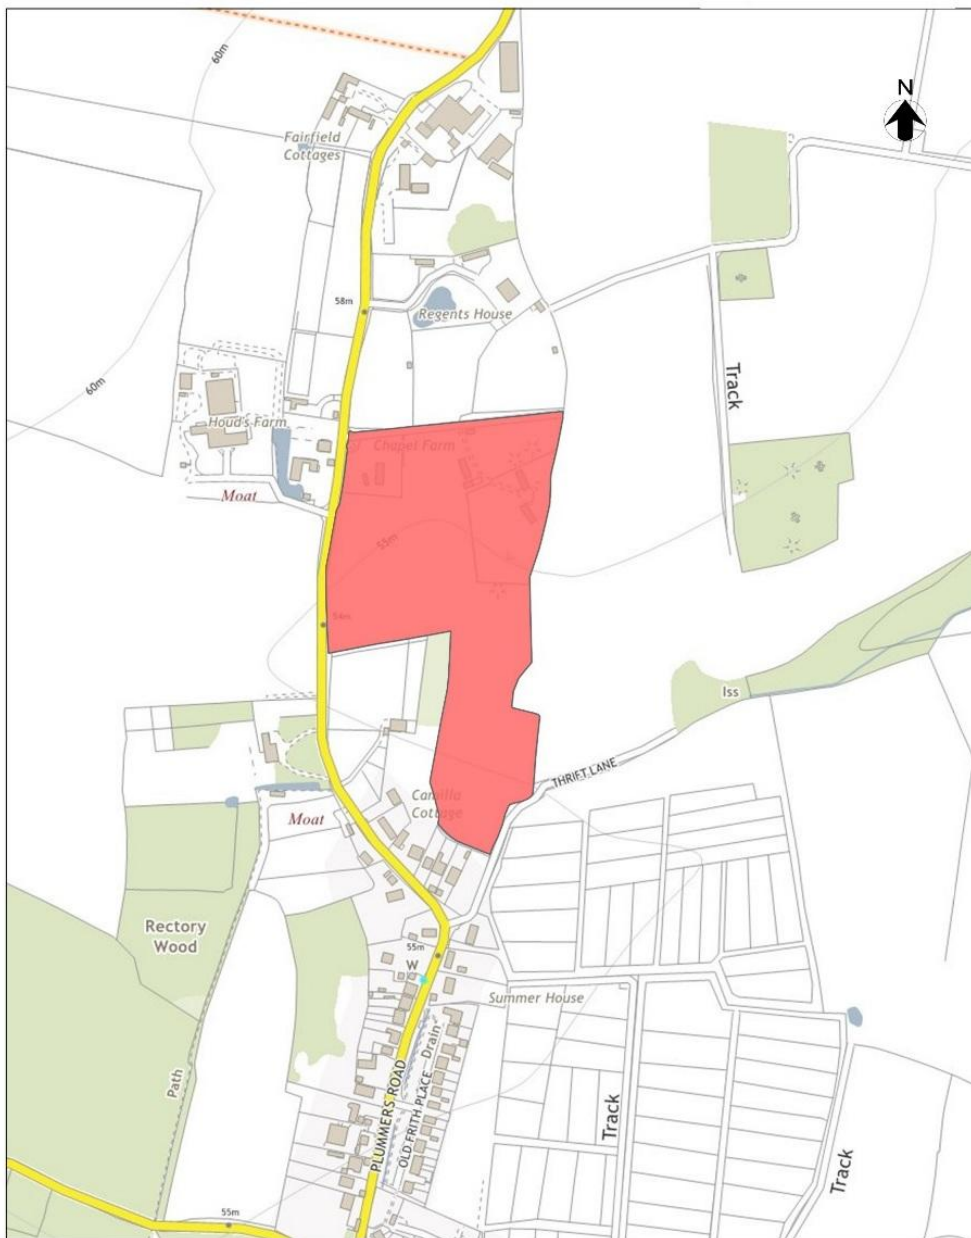 60m
N
Fairfield
Cottages
58m
Regents House
Track
60m
Houd's Farm
Chapel Farm
Moat
55m
54m
Iss
THRIFT LANE
Camilla
Cottage
Moat
Rectory
Wood
55m
W
Summer House
Drain
PLUMMERS ROAD
OLD FRITH PLACE
Path
Track
Track
55m